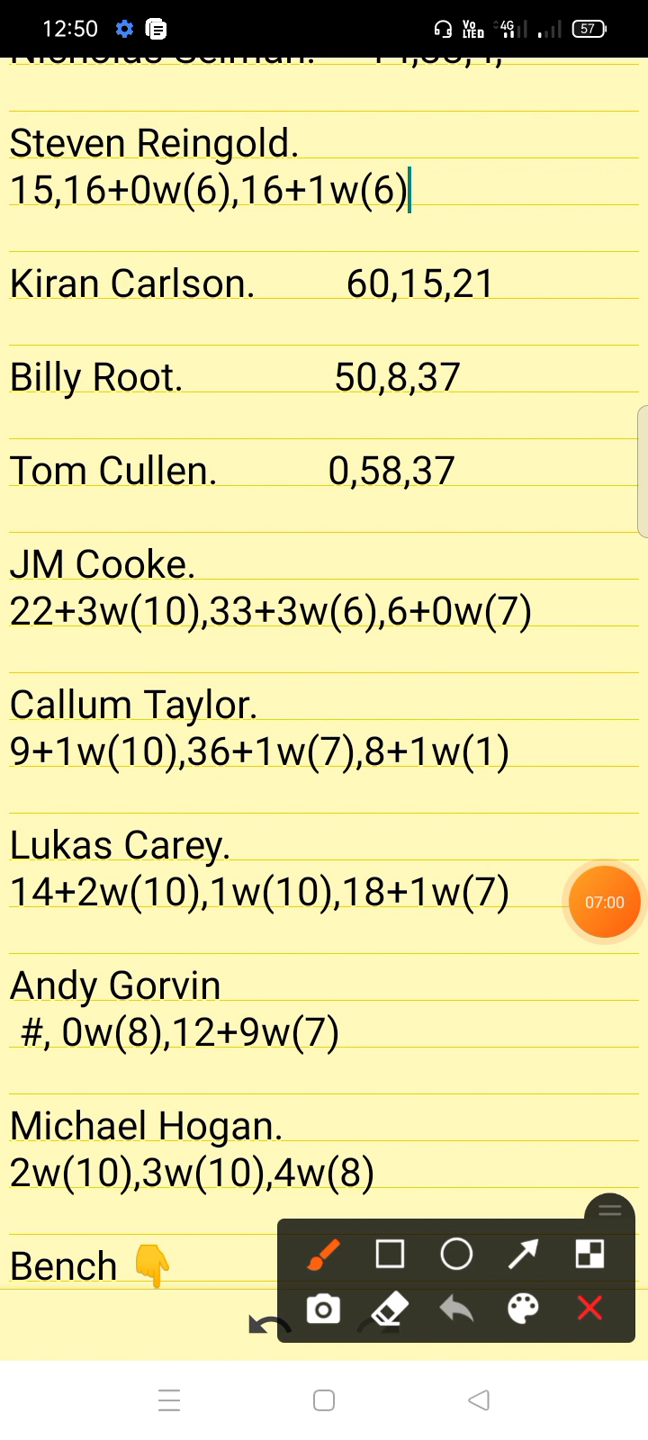 12:50
Vo LTED 4G 57
Steven Reingold.
15,16+0w(6),16+1w(6)
Kiran Carlson. 60,15,21
Billy Root. 50,8,37
Tom Cullen. 0,58,37
JM Cooke.
22+3w(10),33+3w(6),6+0w(7)
Callum Taylor.
9+1w(10),36+1w(7),8+1w(1)
Lukas Carey.
14+2w(10),1w(10),18+1w(7)
07:00
Andy Gorvin
#, 0w(8),12+9w(7)
Michael Hogan.
2w(10),3w(10),4w(8)
Bench 👇